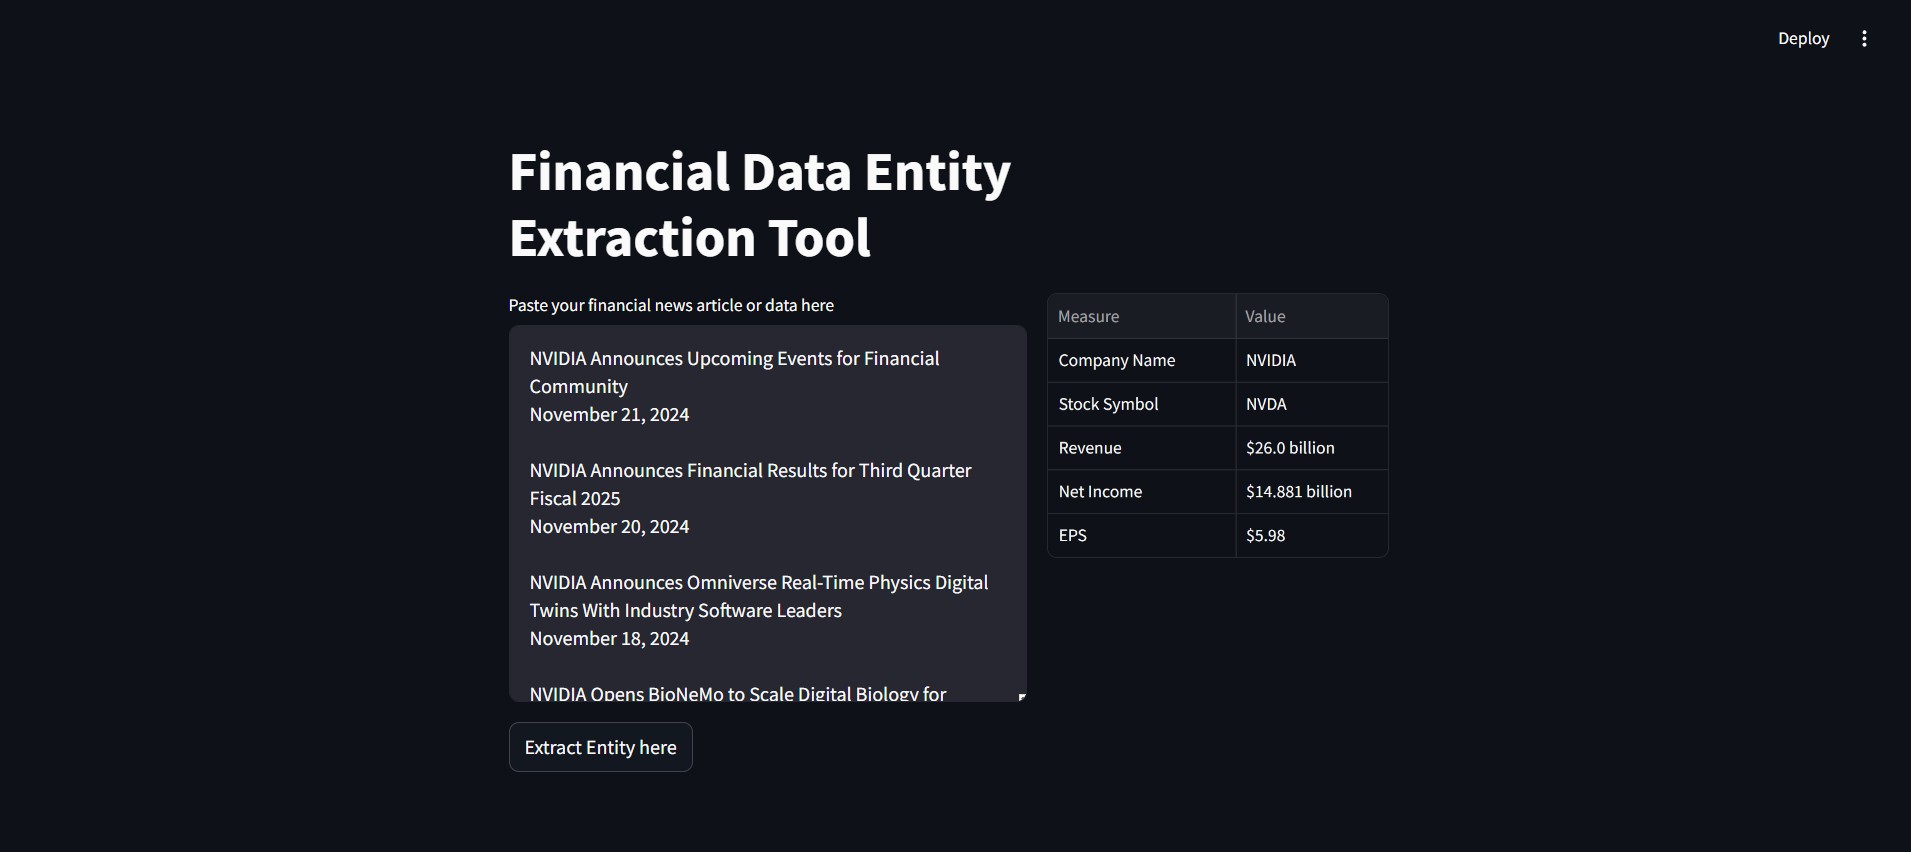 Deploy
Financial Data Entity
Extraction Tool
Paste your financial news article or data here
NVIDIA Announces Upcoming Events for Financial
Community
November 21, 2024
NVIDIA Announces Financial Results for Third Quarter
Fiscal 2025
November 20, 2024
NVIDIA Announces Omniverse Real-Time Physics Digital
Twins With Industry Software Leaders
November 18, 2024
NVIDIA Opens BioNeMo to Scale Digital Biology for
Extract Entity here
Measure Value
Company Name NVIDIA
Stock Symbol NVDA
Revenue $26.0 billion
Net Income $14.881 billion
EPS $5.98